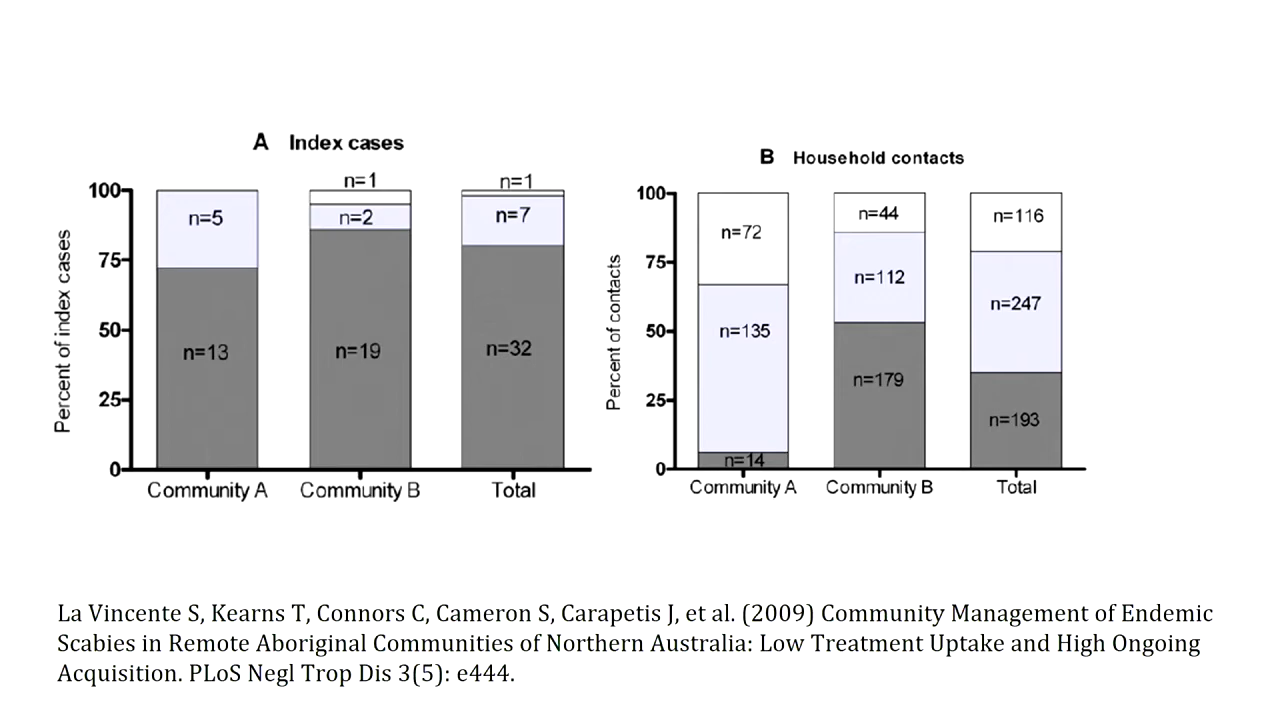 A Index cases
n=1
n=1
100
n=5
n=2
n=7
75
50
n=13
n=19
n=32
25
0
Percent of index cases
Community A
Community B
Total
B Household contacts
100
n=72
n=44
n=116
75
n=112
n=135
n=247
50
n=179
25
n=193
n=14
0
Percent of contacts
Community A
Community B
Total
La Vincente S, Kearns T, Connors C, Cameron S, Carapetis J, et al. (2009) Community Management of Endemic
Scabies in Remote Aboriginal Communities of Northern Australia: Low Treatment Uptake and High Ongoing
Acquisition. PLoS Negl Trop Dis 3(5): e444.